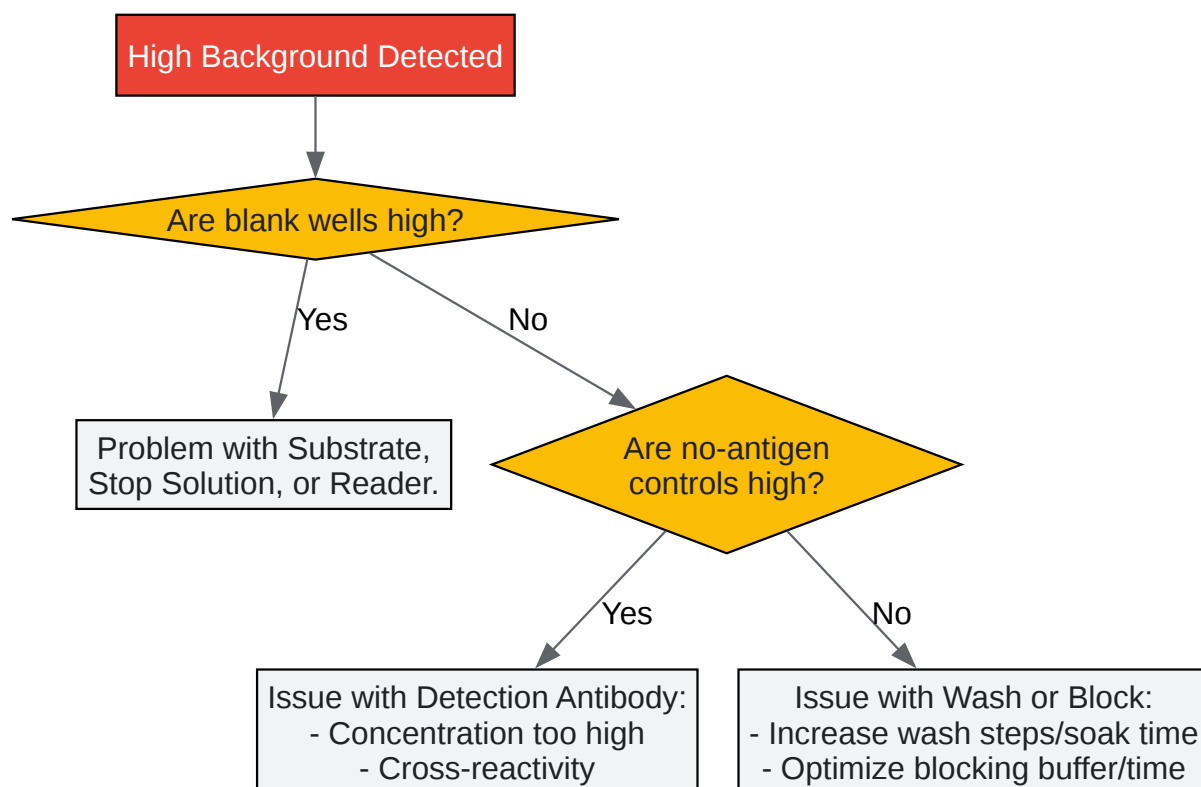 High Background Detected
Are blank wells high?
Yes
No
Problem with Substrate,
Stop Solution, or Reader.
Are no-antigen
controls high?
Yes
No
Issue with Detection Antibody:
- Concentration too high
- Cross-reactivity
Issue with Wash or Block:
- Increase wash steps/soak time
- Optimize blocking buffer/time